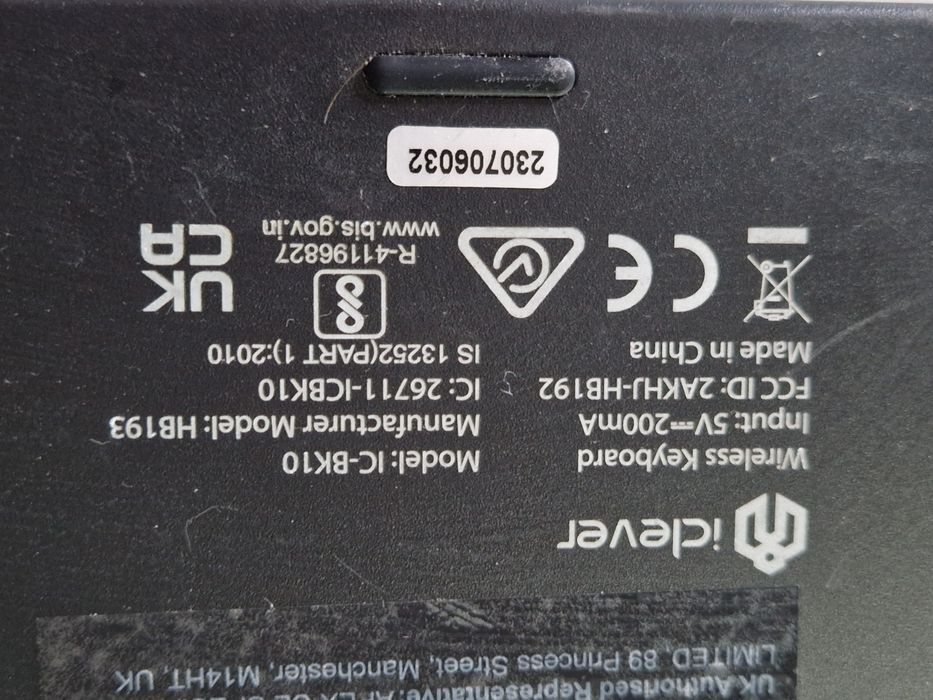 UK Authorised Representative:
LIMITED, 89 Princess Street, Manchester, M14HT, UK
iclever
Wireless Keyboard
Input: 5V⎓200mA
FCC ID: 2AKHJ-HB192
Made in China
Model: IC-BK10
Manufacturer Model: HB193
IC: 26711-ICBK10
IS 13252(PART 1):2010
R-41196827
www.bis.gov.in
CE
UK
CA
230706032